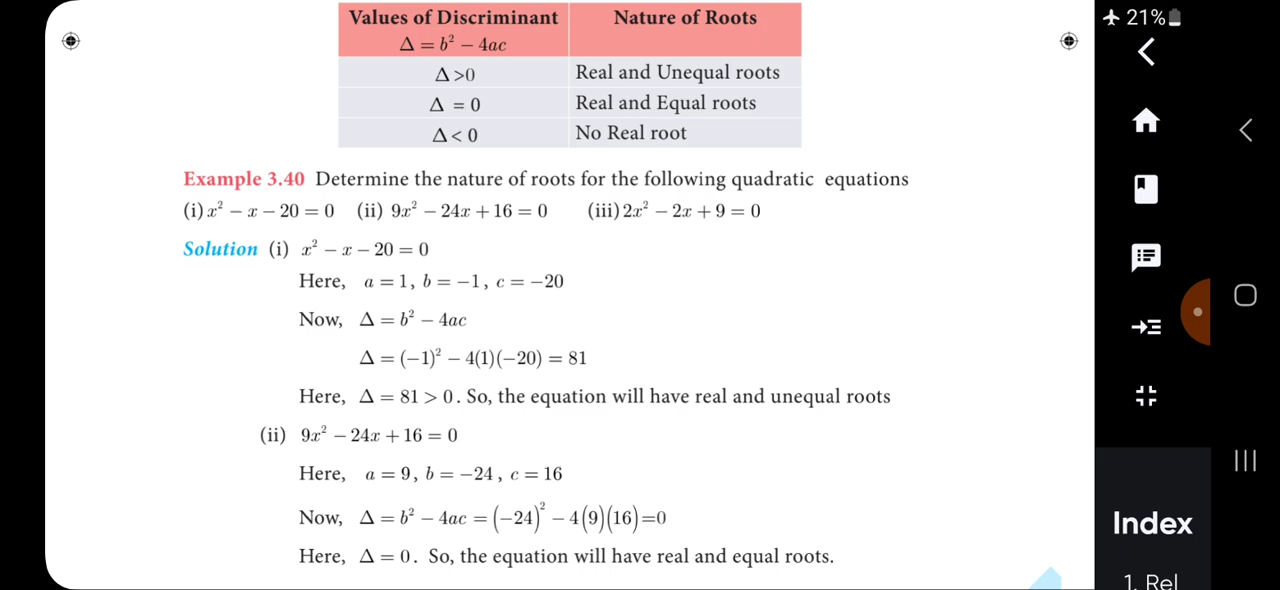 Values of Discriminant Nature of Roots
Δ = b² − 4ac
Δ >0 Real and Unequal roots
Δ = 0 Real and Equal roots
Δ < 0 No Real root
Example 3.40 Determine the nature of roots for the following quadratic equations
(i) x² − x − 20 = 0 (ii) 9x² − 24x + 16 = 0 (iii) 2x² − 2x + 9 = 0
Solution (i) x² − x − 20 = 0
Here, a = 1, b = −1, c = −20
Now, Δ = b² − 4ac
Δ = (−1)² − 4(1)(−20) = 81
Here, Δ = 81 > 0. So, the equation will have real and unequal roots
(ii) 9x² − 24x + 16 = 0
Here, a = 9, b = −24, c = 16
Now, Δ = b² − 4ac = (−24)² − 4(9)(16)=0
Here, Δ = 0. So, the equation will have real and equal roots.
21%
Index
1. Rel